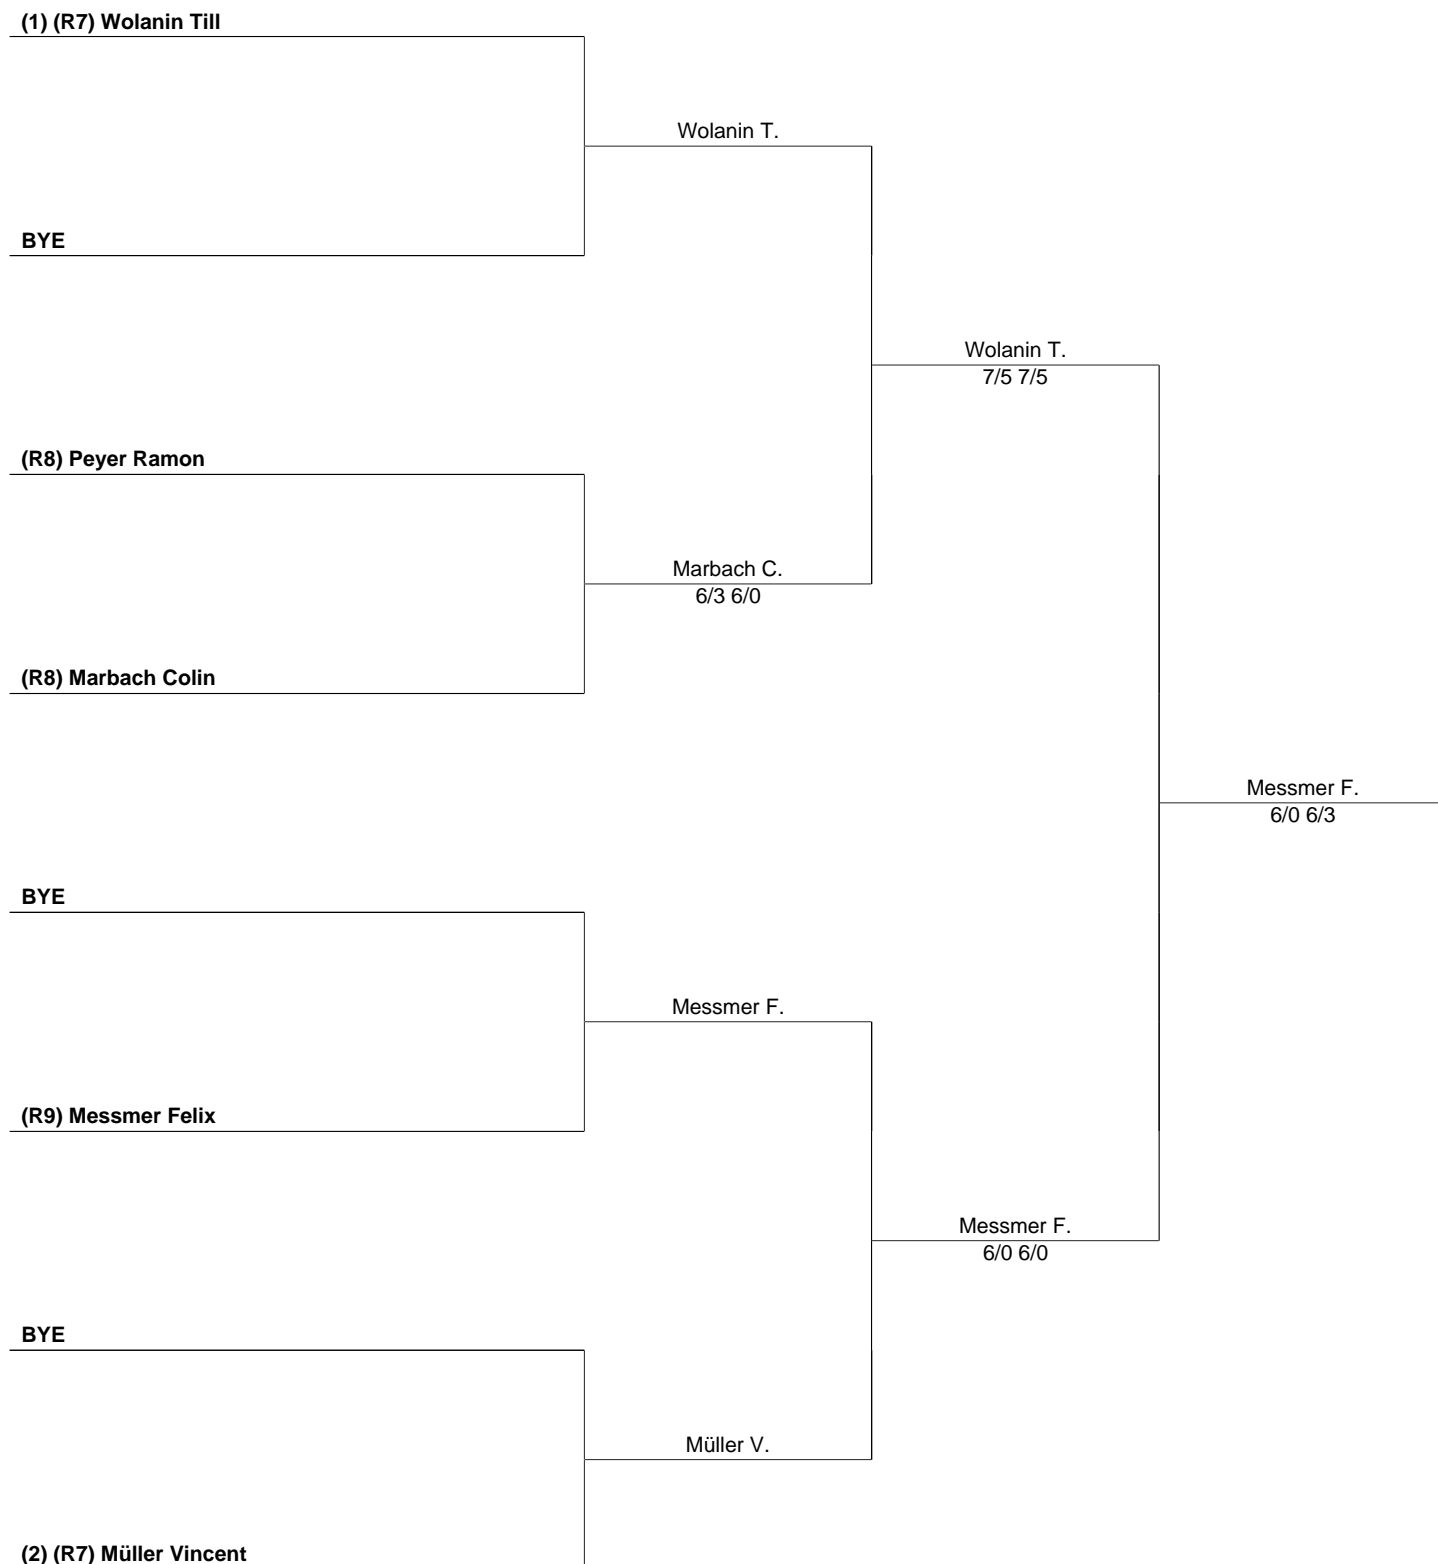 (1) (R7) Wolanin Till
Wolanin T.
BYE
Wolanin T.
7/5 7/5
(R8) Peyer Ramon
Marbach C.
6/3 6/0
(R8) Marbach Colin
Messmer F.
6/0 6/3
BYE
Messmer F.
(R9) Messmer Felix
Messmer F.
6/0 6/0
BYE
Müller V.
(2) (R7) Müller Vincent